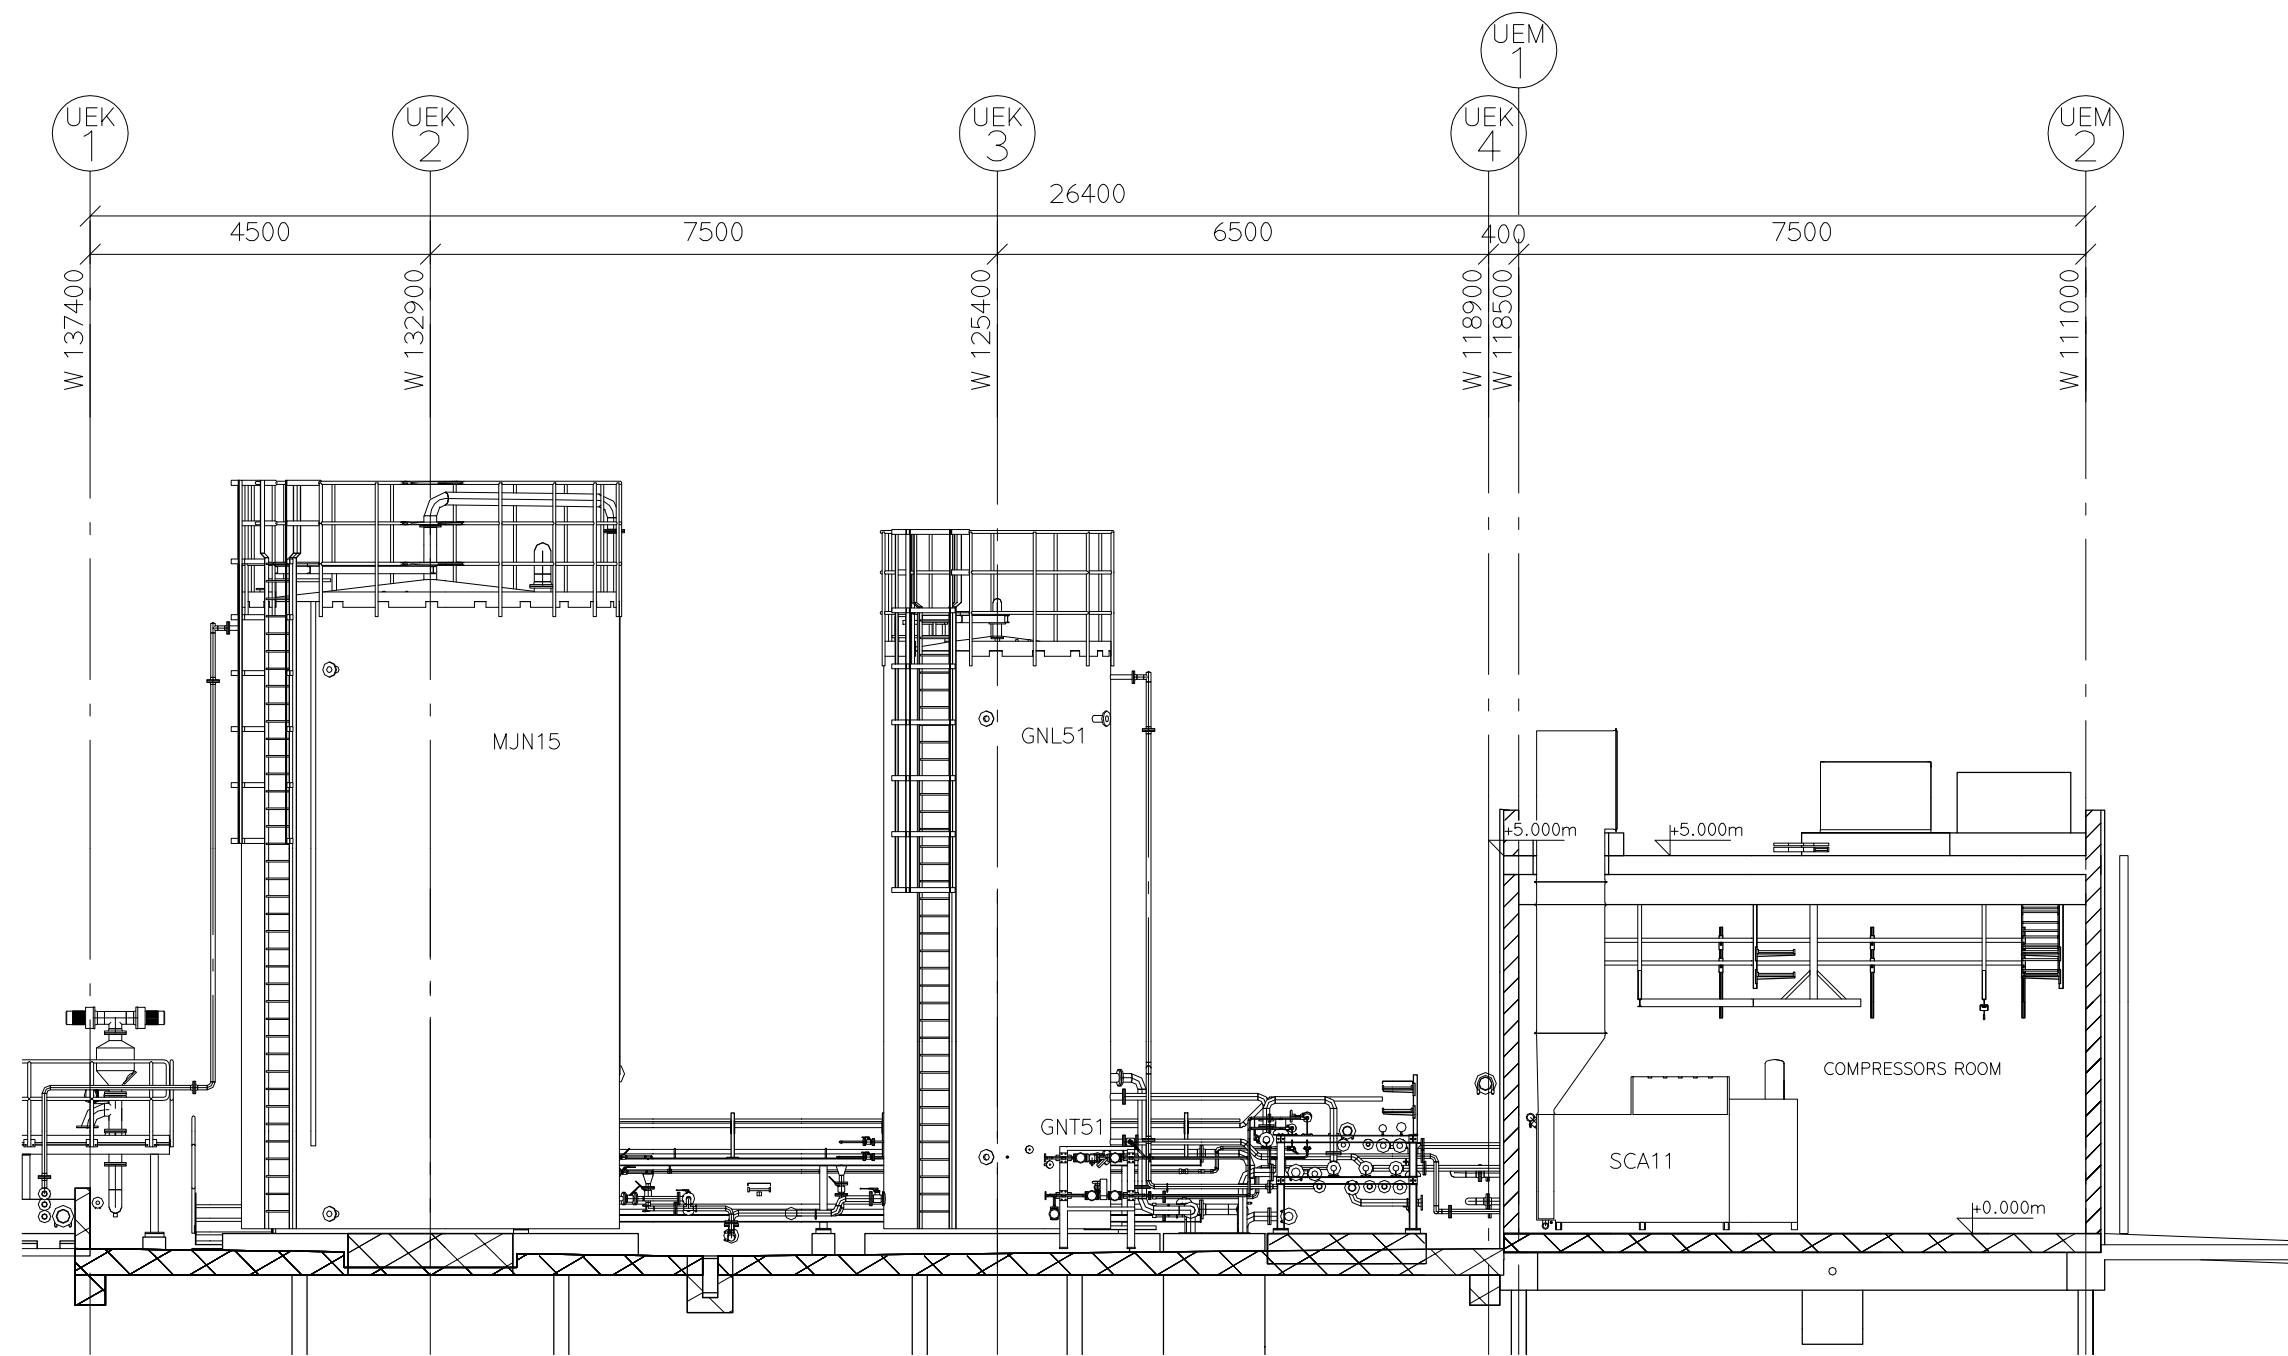 UEM
1
UEK
1
UEK
2
UEK
3
UEK
4
UEM
2
26400
4500
7500
6500
400
7500
W 137400
W 132900
W 125400
W 118900
W 118500
W 111000
MJN15
GNL51
+5.000m
+5.000m
COMPRESSORS ROOM
GNT51
SCA11
+0.000m